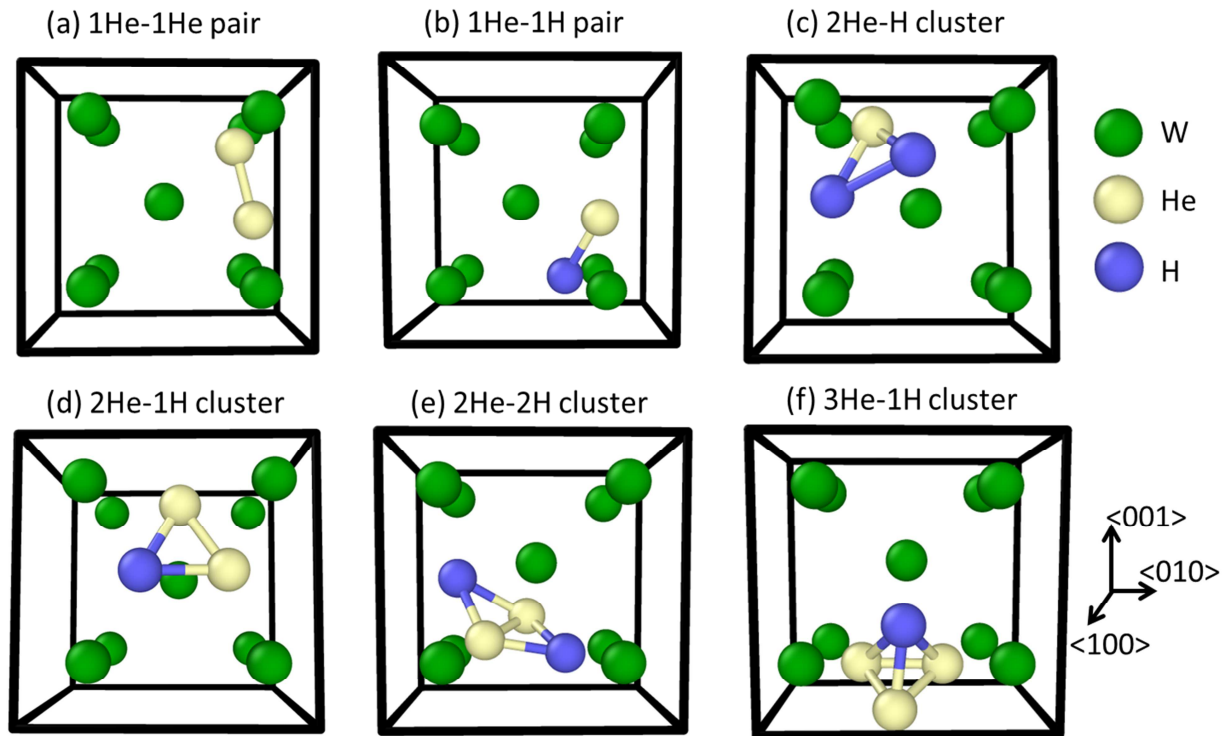 (a) 1He-1He pair
(b) 1He-1H pair
(c) 2He-H cluster
W
He
H
(d) 2He-1H cluster
(e) 2He-2H cluster
(f) 3He-1H cluster
<001>
<010>
<100>